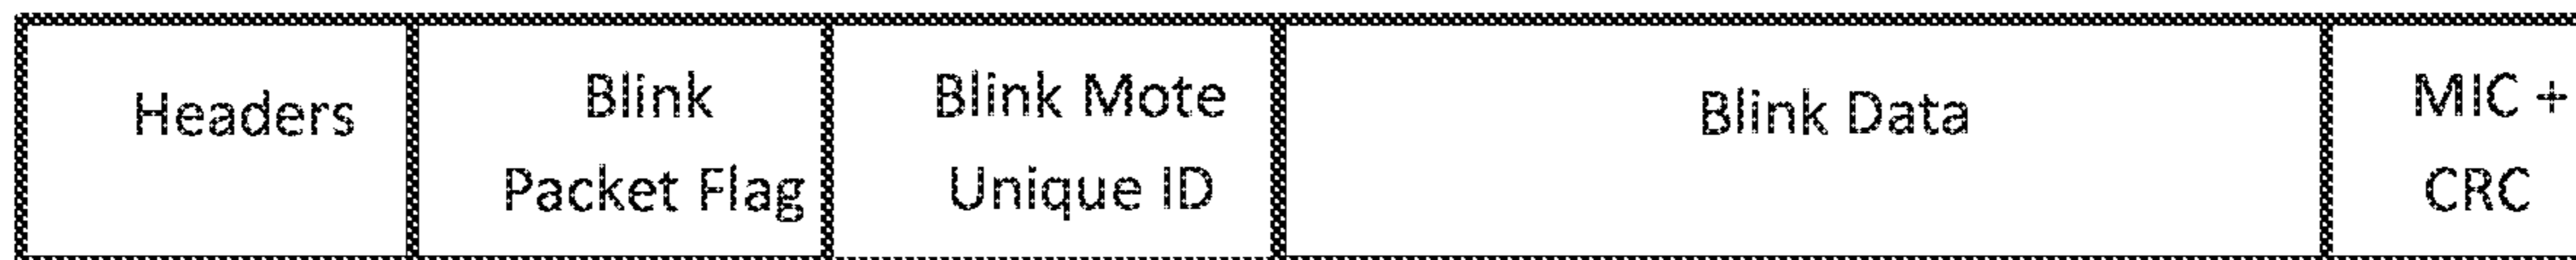 Headers
Blink
Packet Flag
Blink Mote
Unique ID
Blink Data
MIC +
CRC